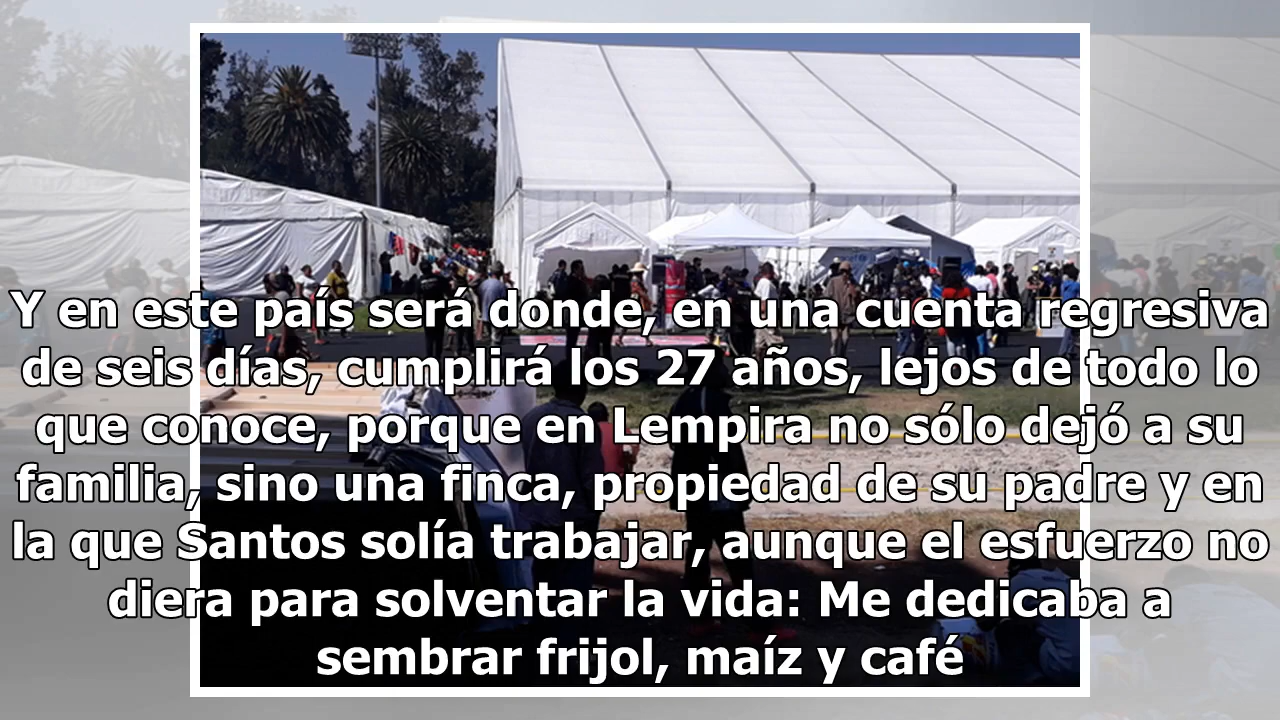 Y en este país será donde, en una cuenta regresiva
de seis días, cumplirá los 27 años, lejos de todo lo
que conoce, porque en Lempira no sólo dejó a su
familia, sino una finca, propiedad de su padre y en
la que Santos solía trabajar, aunque el esfuerzo no
diera para solventar la vida: Me dedicaba a
sembrar frijol, maíz y café